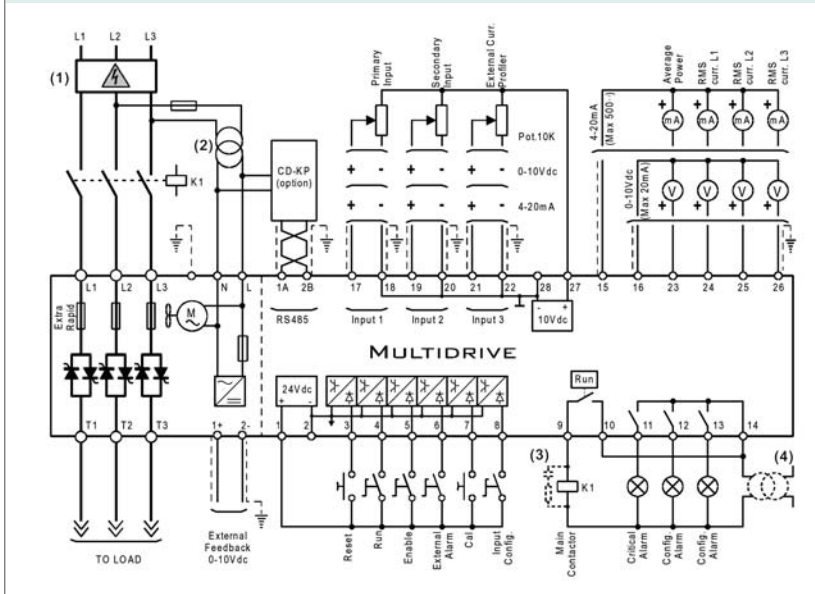 L1 L2 L3
(1)
(2)
K1
CD-KP
(option)
Primary
Input
Secondary
Input
External Curr.
Profiler
Pot.10K
+ - + - + - 0-10Vdc
+ - + - + - 4-20mA
4-20mA
(Max 500
Average
Power
RMS
curr. L1
RMS
curr. L2
RMS
curr. L3
+ + + +
mA mA mA mA
0-10Vdc
(Max 20mA)
V V V V
+ + + +
L1 L2 L3 N L 1A 2B 17 18 19 20 21 22 28 27 15 16 23 24 25 26
RS485 Input 1 Input 2 Input 3
- +
10Vdc
Extra
Rapid
M
MULTIDRIVE
24Vdc
+ -
Run
T1 T2 T3 1+ 2- 1 2 3 4 5 6 7 8 9 10 11 12 13 14
(3)
K1
(4)
TO LOAD
External
Feedback
0-10Vdc
Reset
Run
Enable
External
Alarm
Cal
Input
Config.
Main
Contactor
Critical
Alarm
Config.
Alarm
Config.
Alarm